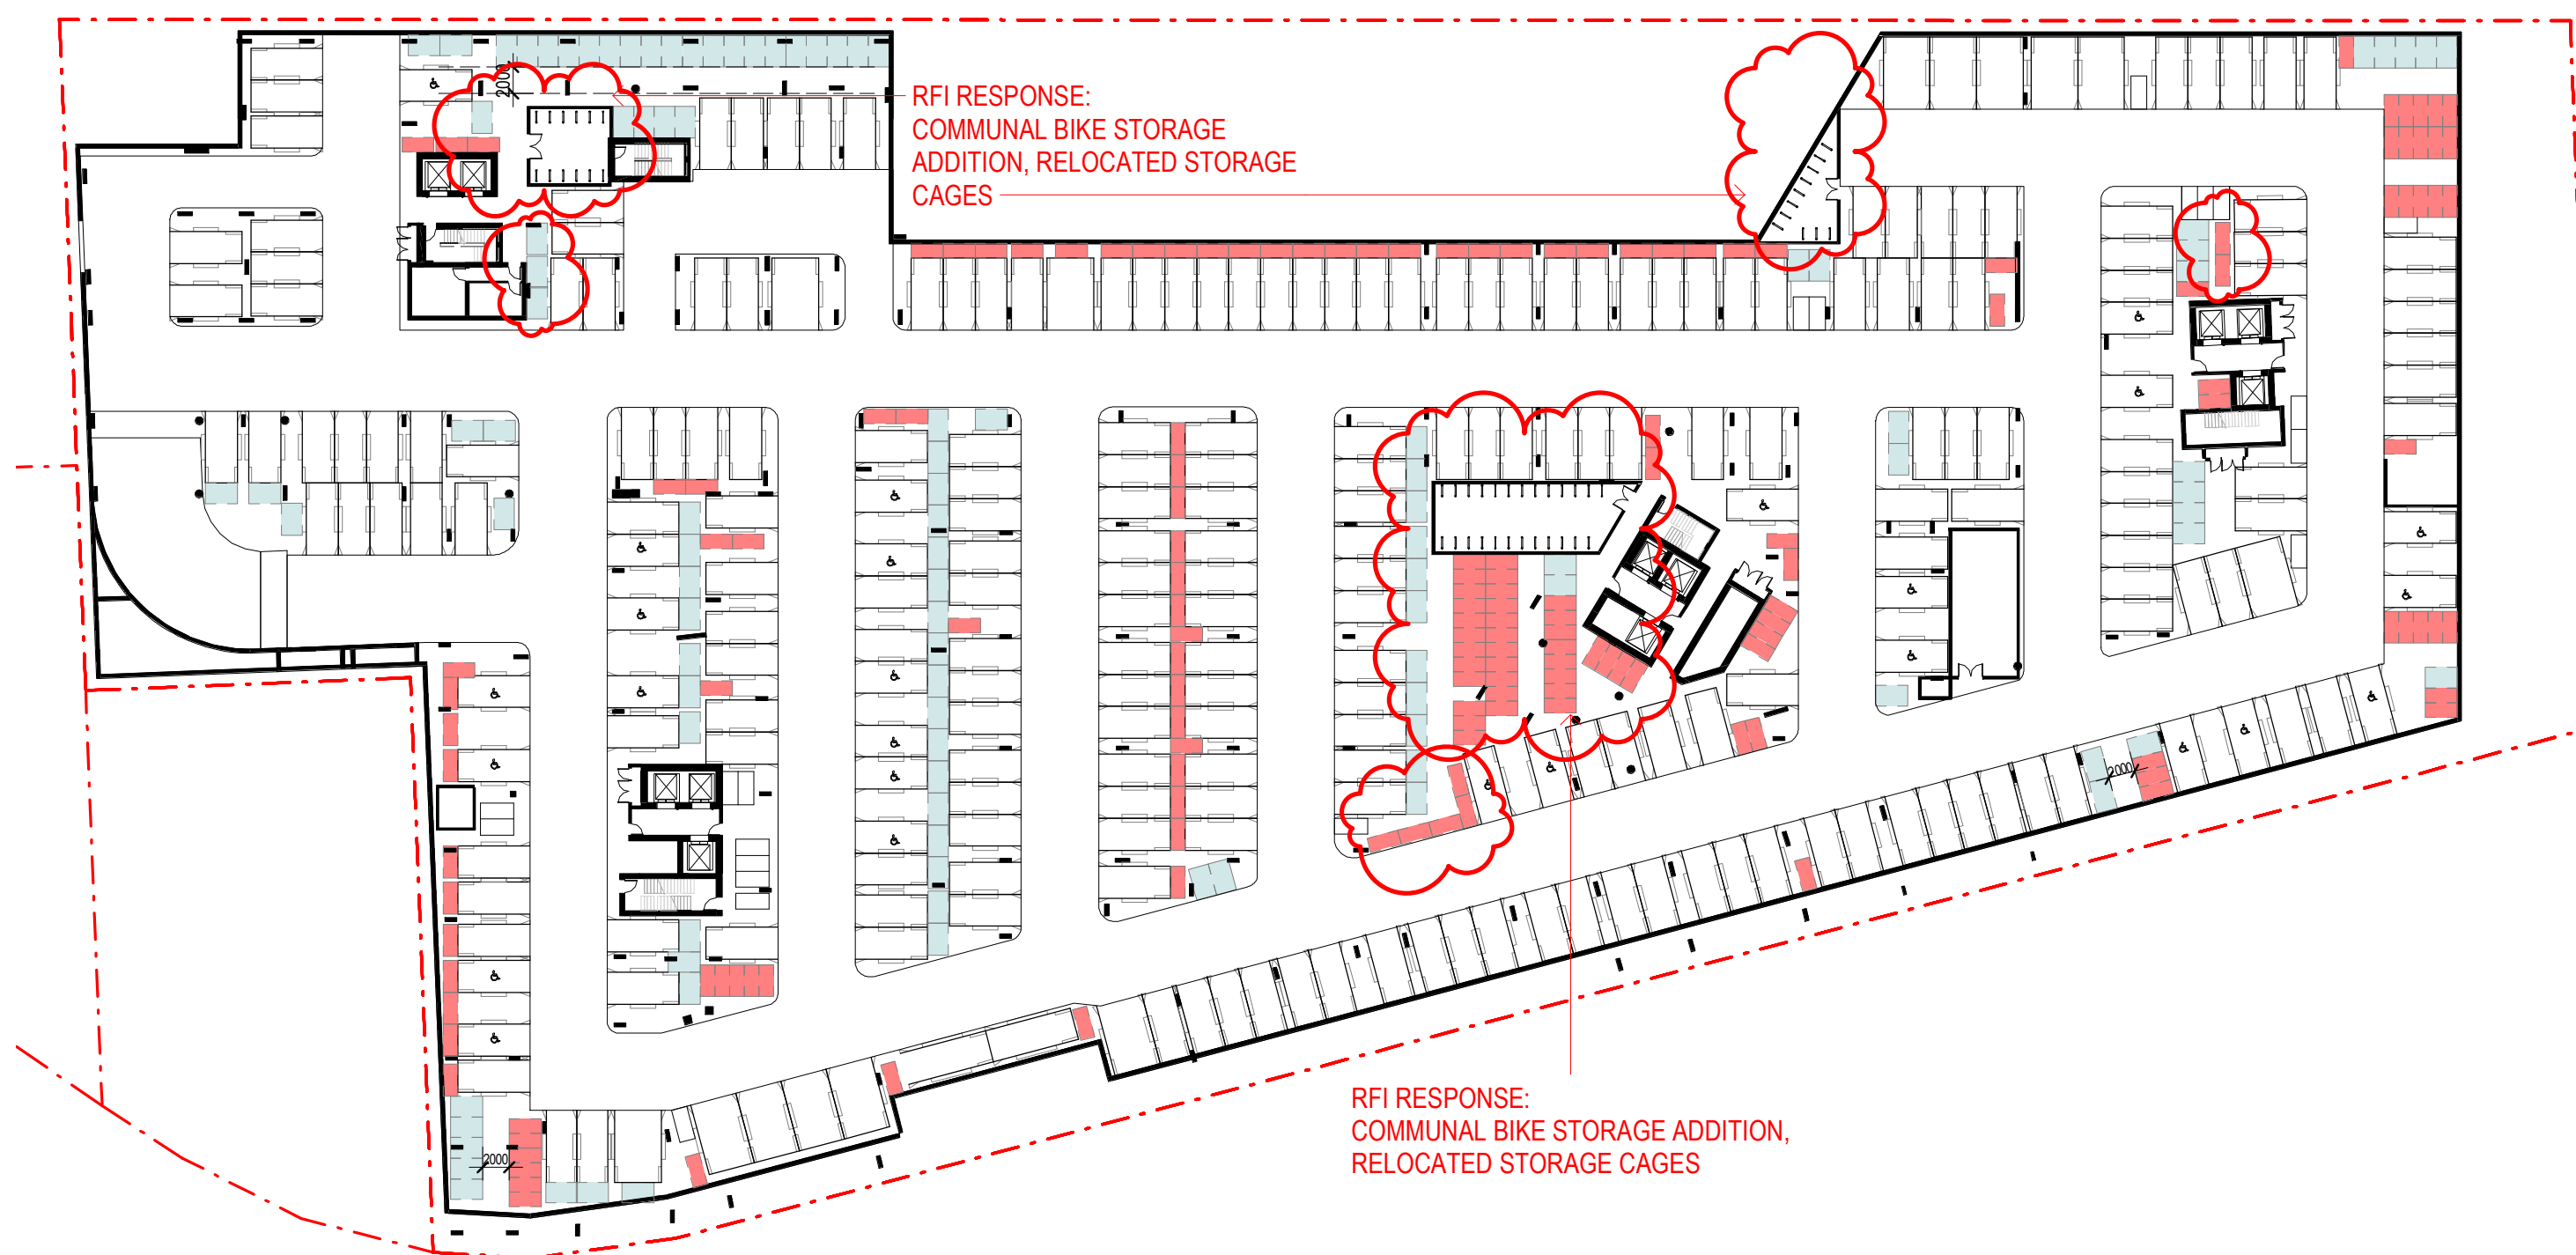 2000
RFI RESPONSE:
COMMUNAL BIKE STORAGE
ADDITION, RELOCATED STORAGE
CAGES
2000
2000
RFI RESPONSE:
COMMUNAL BIKE STORAGE ADDITION,
RELOCATED STORAGE CAGES